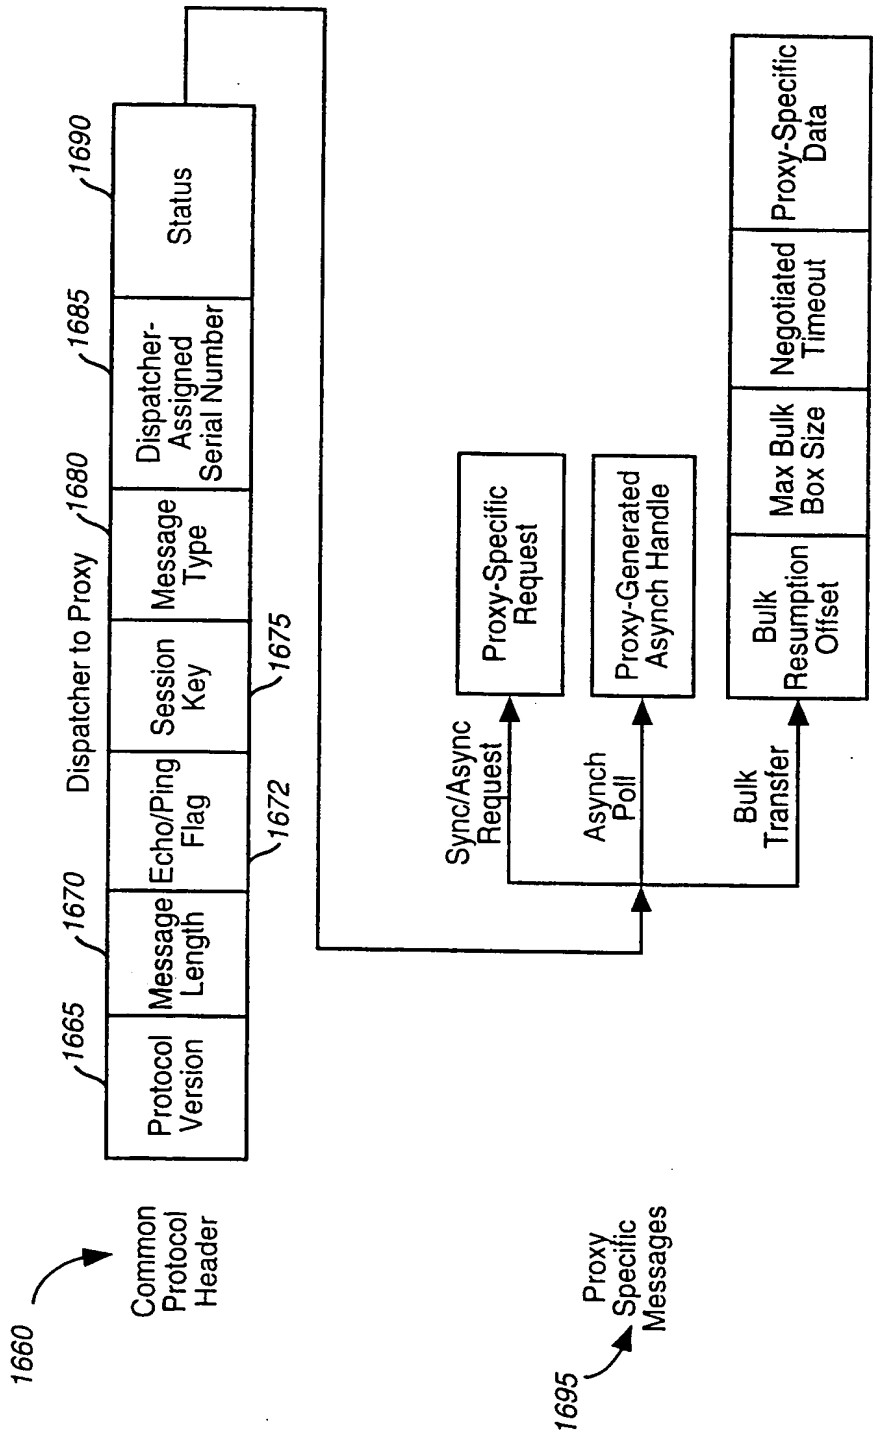 Dispatcher to Proxy
1660
Common
Protocol
Header
1665
Protocol
Version
1670
Message
Length
Echo/Ping
Flag
1672
Session
Key
1675
1680
Message
Type
1685
Dispatcher-
Assigned
Serial Number
1690
Status
1695
Proxy
Specific
Messages
Sync/Async
Request
Proxy-Specific
Request
Asynch
Poll
Proxy-Generated
Asynch Handle
Bulk
Transfer
Bulk
Resumption
Offset
Max Bulk
Box Size
Negotiated
Timeout
Proxy-Specific
Data